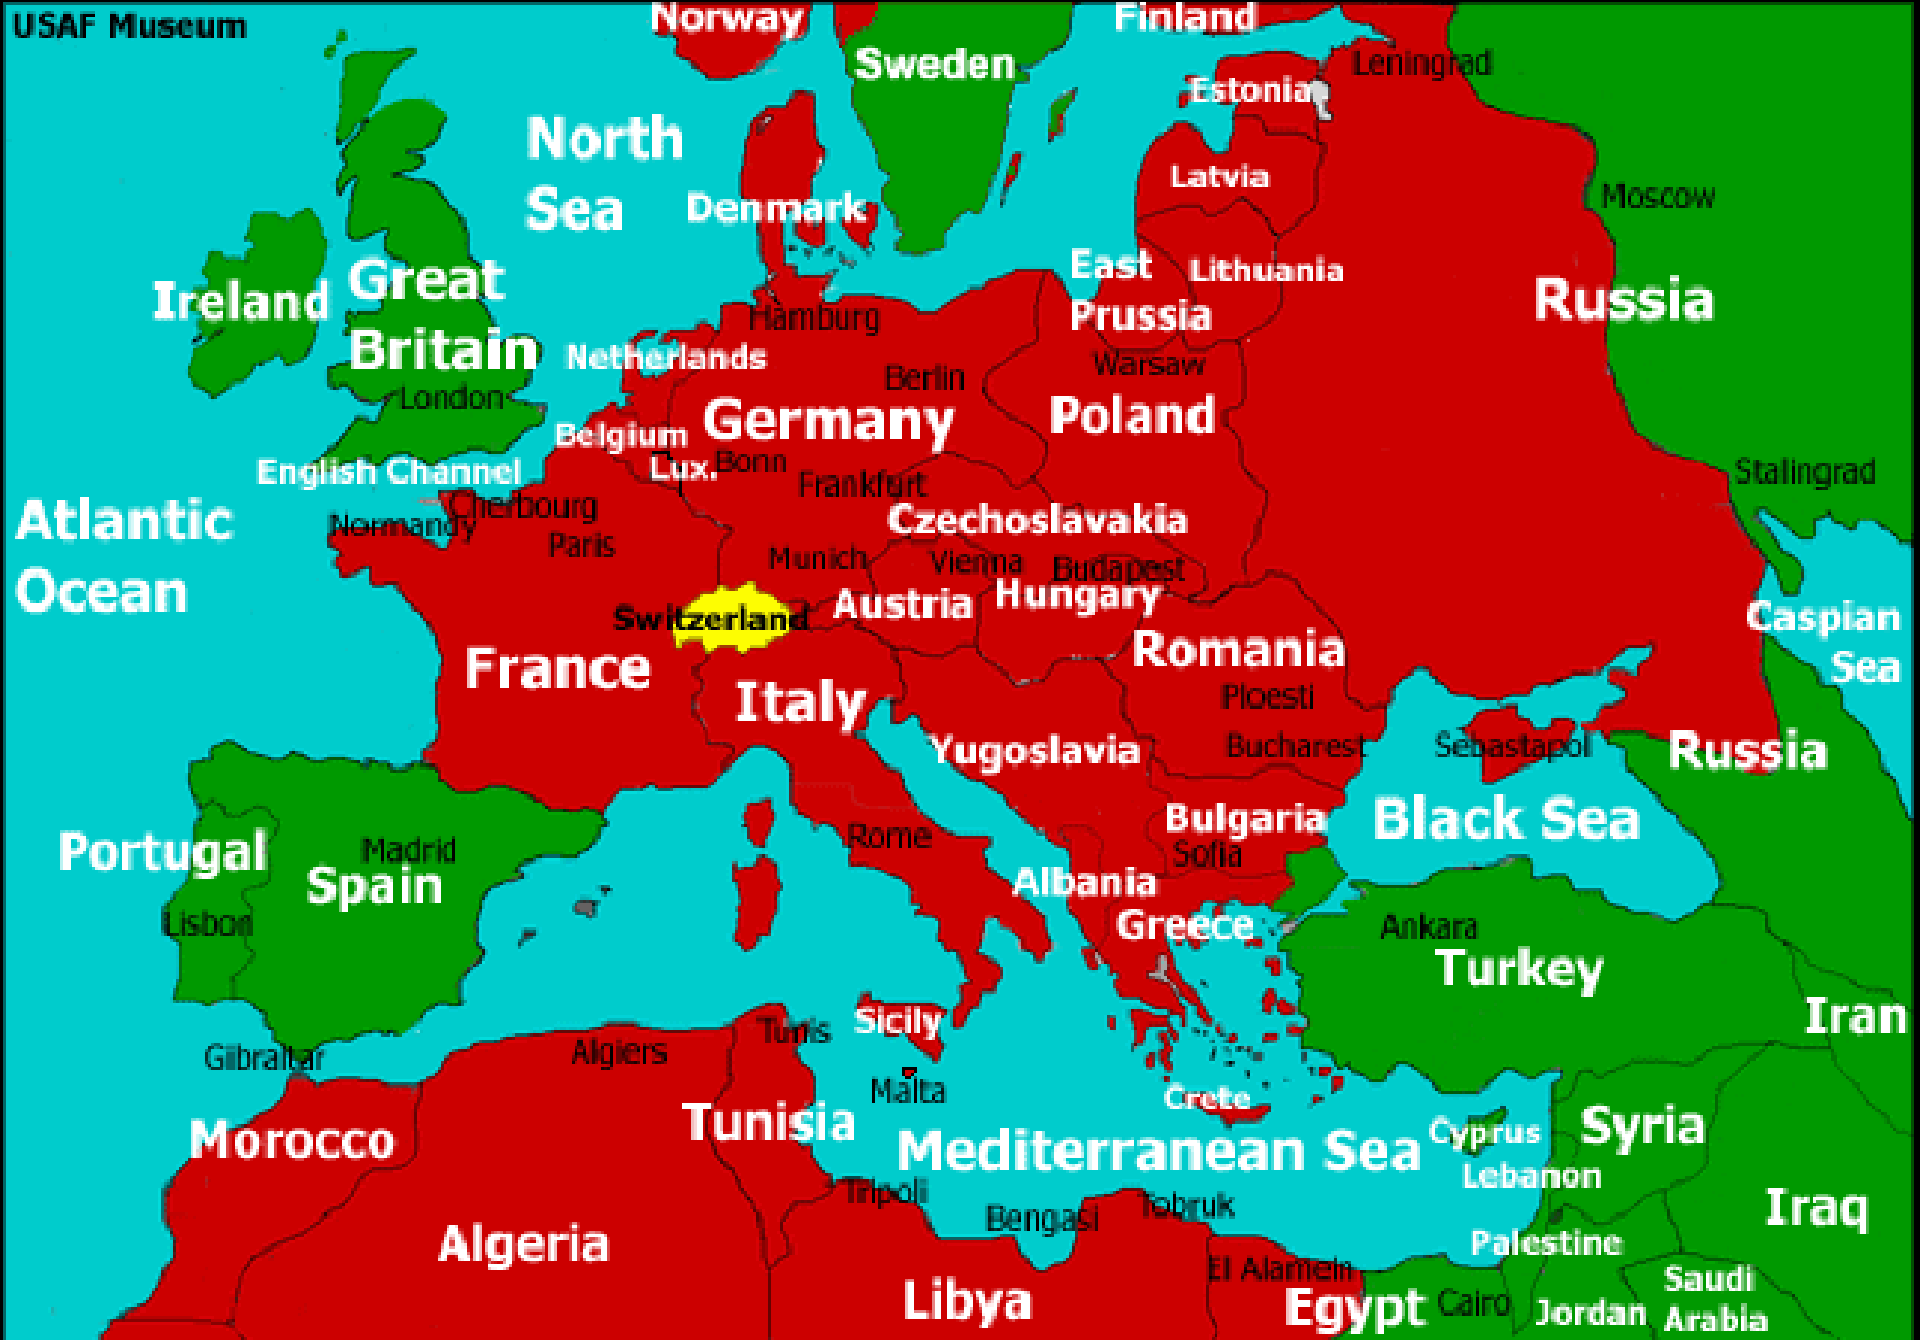 USAF Museum
Norway
Finland
Sweden
Leningrad
Estonia
North
Sea
Latvia
Moscow
Denmark
East
Prussia
Lithuania
Ireland
Great
Britain
Russia
Hamburg
Netherlands
Warsaw
Berlin
London
Germany
Poland
Belgium
Lux.
Bonn
English Channel
Stalingrad
Frankfurt
Cherbourg
Normandy
Atlantic
Ocean
Czechoslavakia
Paris
Munich
Vienna
Budapest
Hungary
Austria
Switzerland
Caspian
Sea
France
Romania
Italy
Ploesti
Yugoslavia
Bucharest
Sebastapol
Russia
Bulgaria
Black Sea
Portugal
Madrid
Spain
Rome
Sofia
Albania
Greece
Lisbon
Ankara
Turkey
Iran
Sicily
Tunis
Gibraltar
Algiers
Malta
Crete
Morocco
Tunisia
Mediterranean Sea
Cyprus
Syria
Lebanon
Tripoli
Bengasi
Tobruk
Iraq
Algeria
Palestine
El Alamein
Libya
Egypt
Cairo
Jordan
Saudi
Arabia